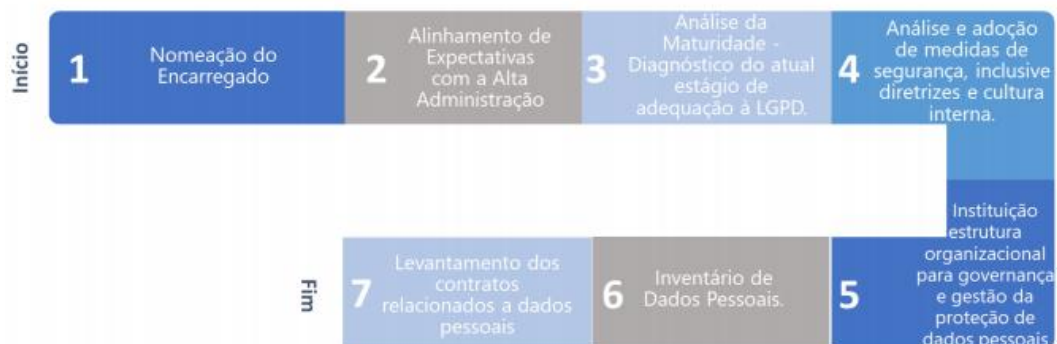 Início
1
Nomeação do
Encarregado
2
Alinhamento de
Expectativas
com a Alta
Administração
3
Análise da
Maturidade -
Diagnóstico do atual
estágio de
adequação à LGPD.
4
Análise e adoção
de medidas de
segurança, inclusive
diretrizes e cultura
interna.
5
Instituição
estrutura
organizacional
para governança
e gestão da
proteção de
dados pessoais
6
Inventário de
Dados Pessoais.
7
Levantamento dos
contratos
relacionados a dados
pessoais
Fim